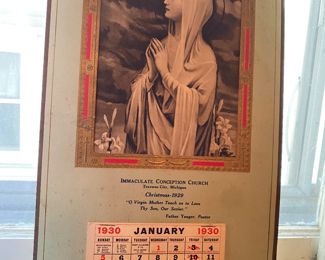 IMMACULATE CONCEPTION CHURCH
Traverse City, Michigan
Christmas-1929
"O Virgin Mother Teach us to Love
Thy Son, Our Savior."
Father Yeager, Pastor
1930 JANUARY 1930
SUNDAY MONDAY TUESDAY WEDNESDAY THURSDAY FRIDAY SATURDAY
1 2 3 4
5 6 7 8 9 10 11